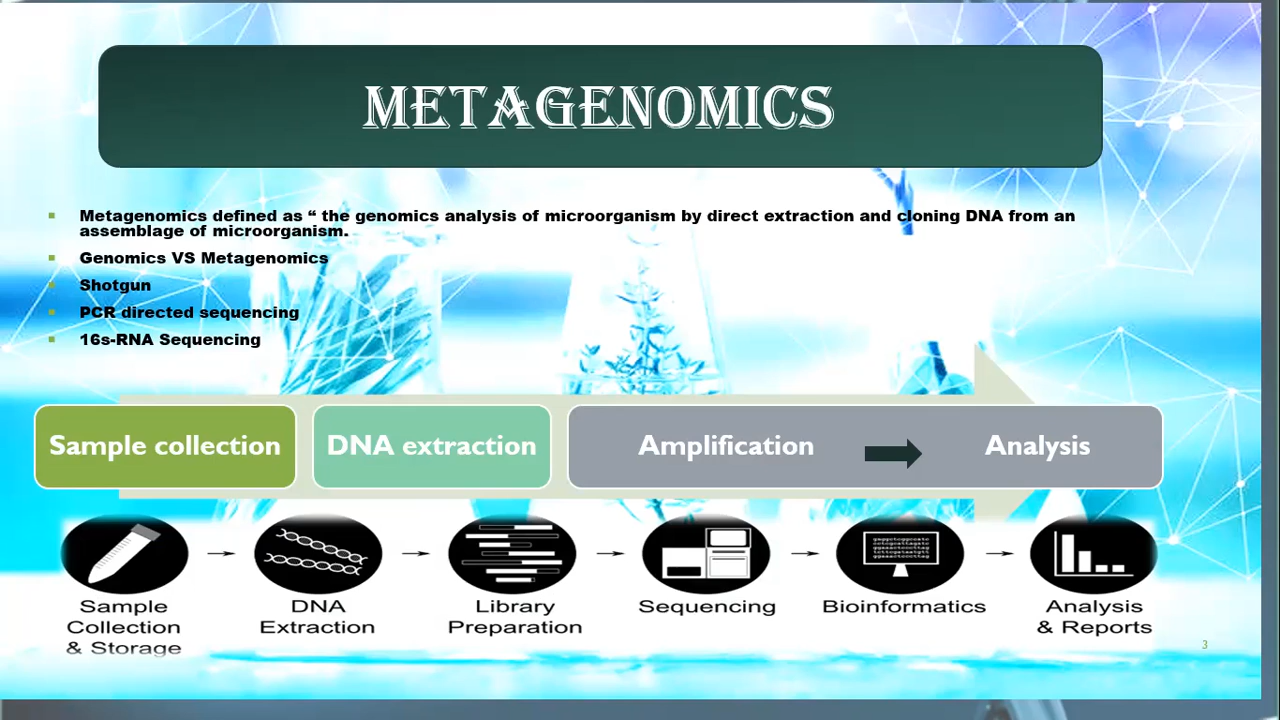 METAGENOMICS
Metagenomics defined as “ the genomics analysis of microorganism by direct extraction and cloning DNA from an
assemblage of microorganism.
Genomics VS Metagenomics
Shotgun
PCR directed sequencing
16s-RNA Sequencing
Sample collection
DNA extraction
Amplification
Analysis
Sample
Collection
& Storage
DNA
Extraction
Library
Preparation
Sequencing
Bioinformatics
Analysis
& Reports
3